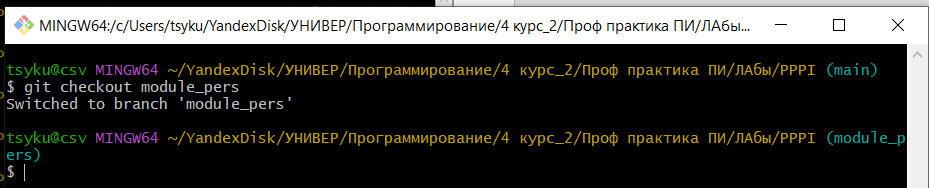 MINGW64:/c/Users/tsyku/YandexDisk/УНИВЕР/Программирование/4 курс_2/Проф практика ПИ/ЛАбы/PPPI...
tsyku@csv MINGW64 ~/YandexDisk/УНИВЕР/Программирование/4 курс_2/Проф практика ПИ/ЛАбы/PPPI (main)
$ git checkout module_pers
Switched to branch 'module_pers'
tsyku@csv MINGW64 ~/YandexDisk/УНИВЕР/Программирование/4 курс_2/Проф практика ПИ/ЛАбы/PPPI (module_p
ers)
$